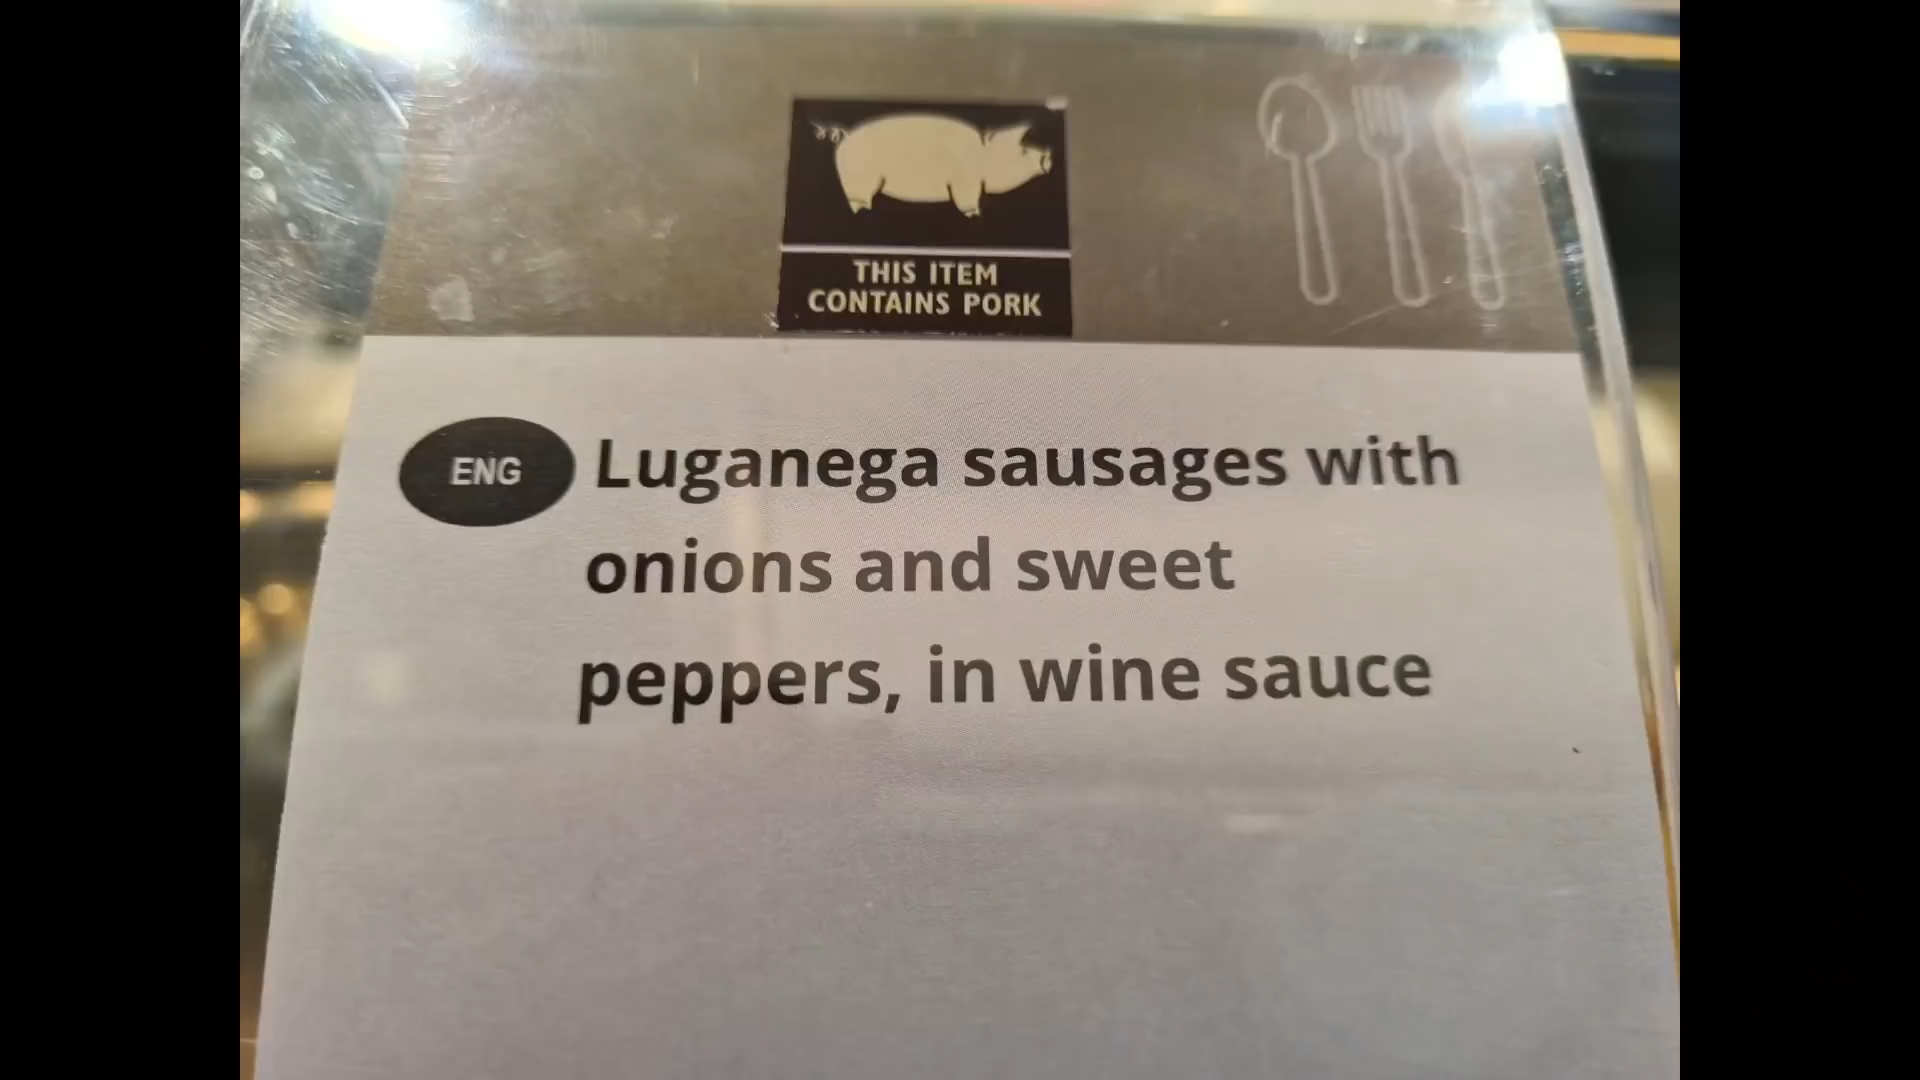 THIS ITEM
CONTAINS PORK
ENG Luganega sausages with
onions and sweet
peppers, in wine sauce